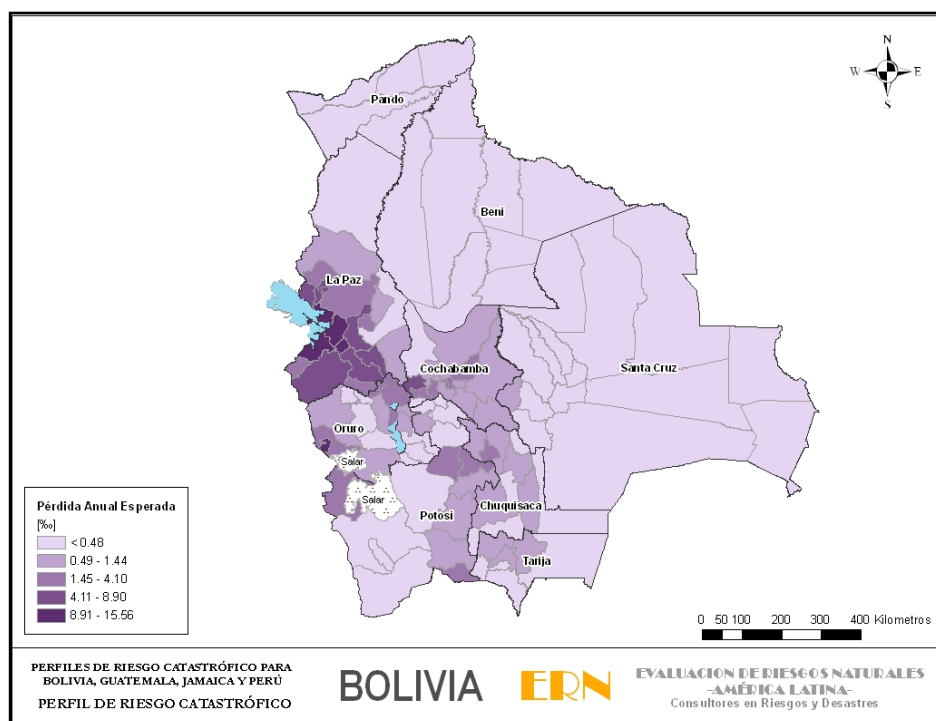 N
W E
S
Pando
Beni
La Paz
Cochabamba
Santa Cruz
Oruro
Salar
Salar
Potosí
Chuquisaca
Tarija
Pérdida Anual Esperada
[‰]
< 0.48
0.49 - 1.44
1.45 - 4.10
4.11 - 8.90
8.91 - 15.56
0 50 100 200 300 400 Kilometros
PERFILES DE RIESGO CATASTRÓFICO PARA
BOLIVIA, GUATEMALA, JAMAICA Y PERÚ
PERFIL DE RIESGO CATASTRÓFICO
BOLIVIA
ERN
EVALUACION DE RIESGOS NATURALES
-AMÉRICA LATINA-
Consultores en Riesgos y Desastres